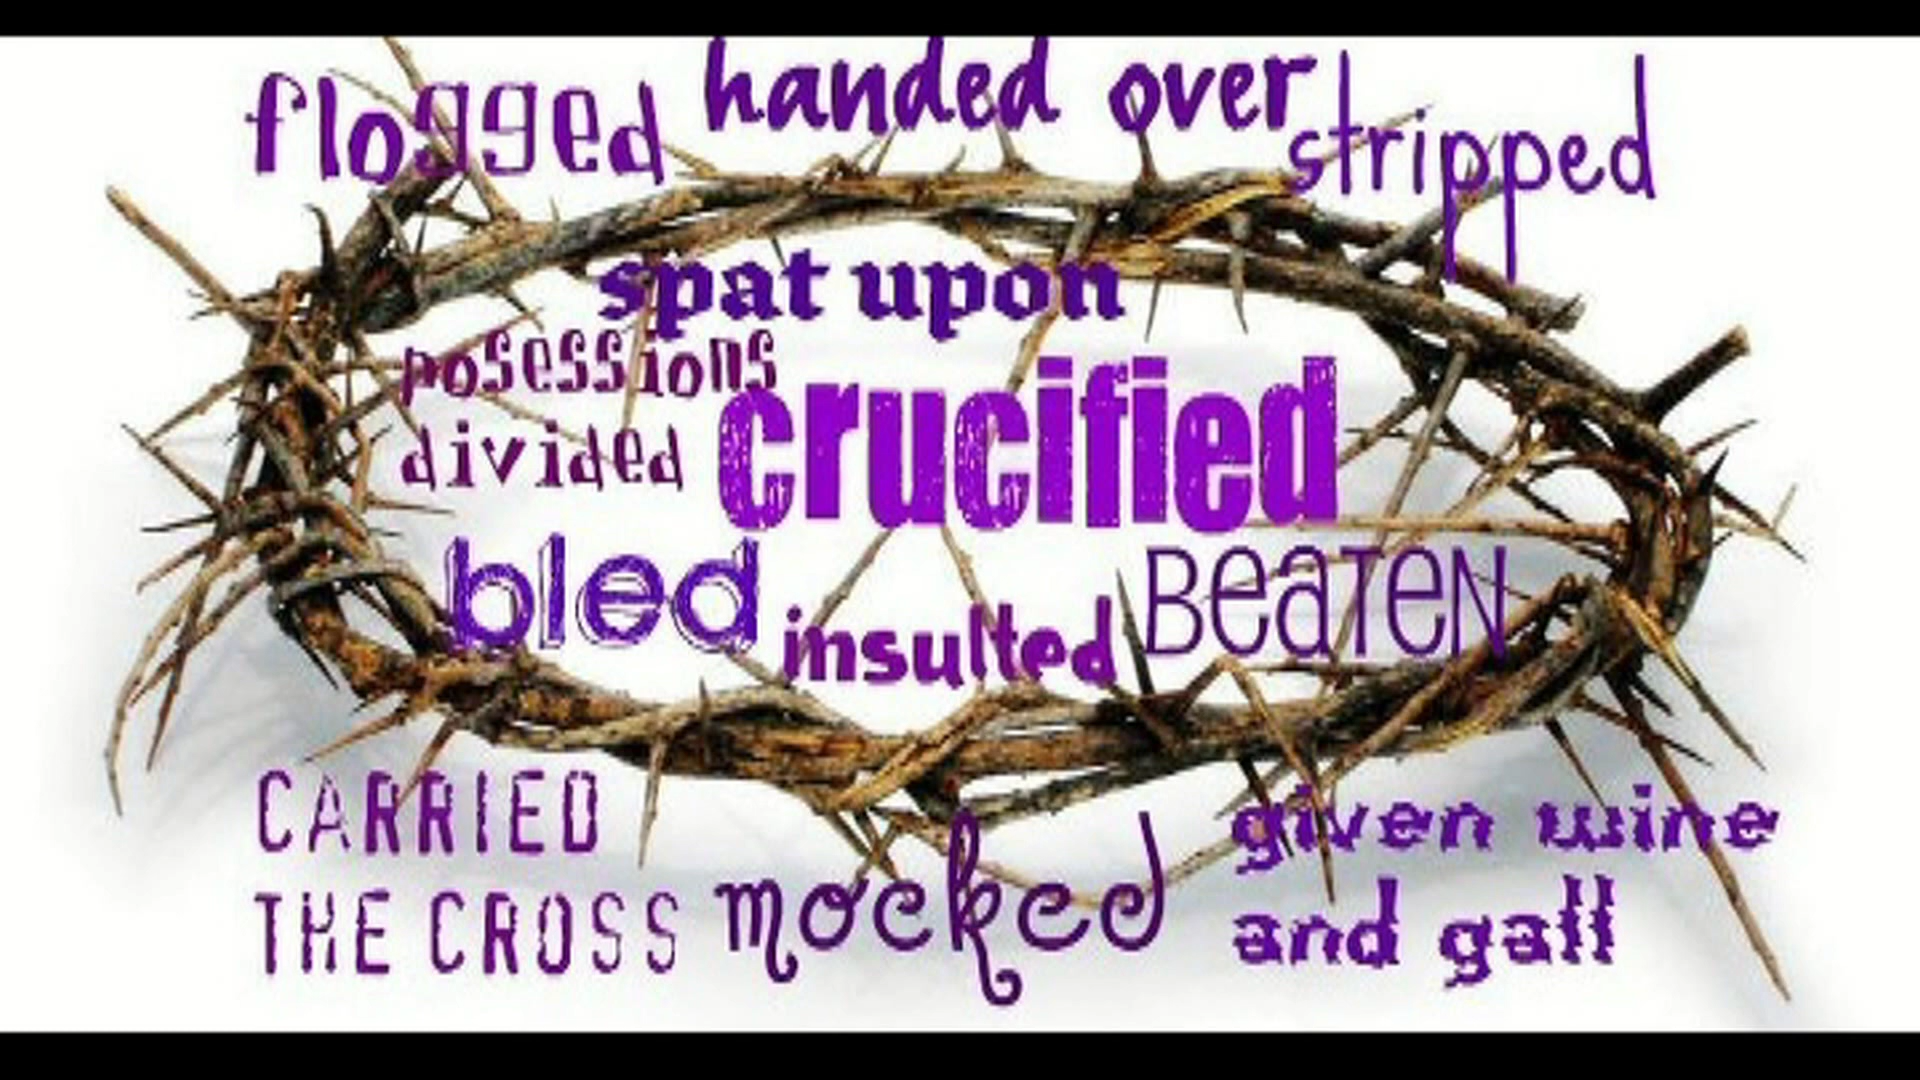 flogged
handed over
stripped
spat upon
posessions
divided
crucified
bled
insulted
BeaTeN
CARRIED
THE CROSS
mocked
given wine
and gall